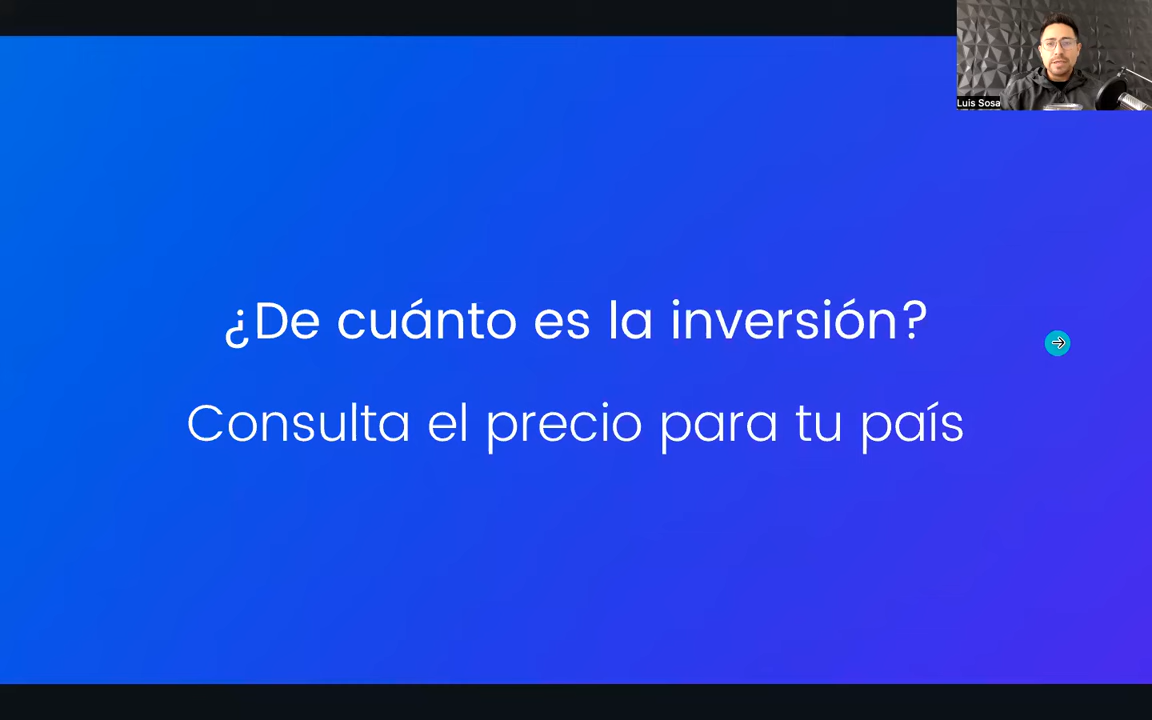 Luis Sosa
¿De cuánto es la inversión?
Consulta el precio para tu país